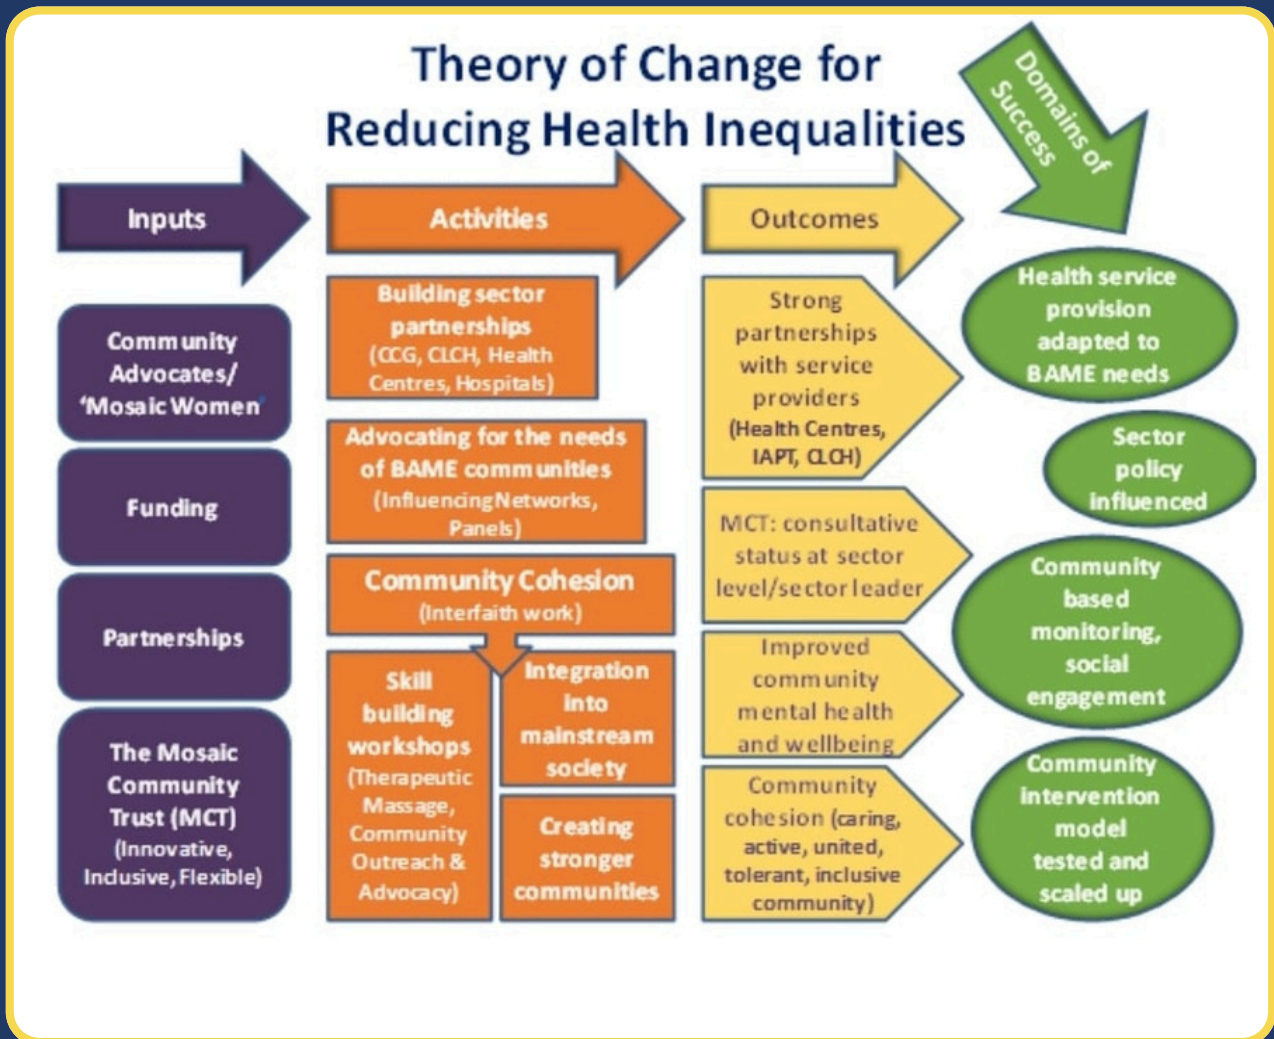 Theory of Change for
Reducing Health Inequalities
Domains of
Success
Inputs
Activities
Outcomes
Community
Advocates/
‘Mosaic Women’
Funding
Partnerships
The Mosaic
Community
Trust (MCT)
(Innovative,
Inclusive, Flexible)
Building sector
partnerships
(CCG, CLCH, Health
Centres, Hospitals)
Advocating for the needs
of BAME communities
(Influencing Networks,
Panels)
Community Cohesion
(Interfaith work)
Skill
building
workshops
(Therapeutic
Massage,
Community
Outreach &
Advocacy)
Integration
into
mainstream
society
Creating
stronger
communities
Strong
partnerships
with service
providers
(Health Centres,
IAPT, CLCH)
MCT: consultative
status at sector
level/sector leader
Improved
community
mental health
and wellbeing
Community
cohesion (caring,
active, united,
tolerant, inclusive
community)
Health service
provision
adapted to
BAME needs
Sector
policy
influenced
Community
based
monitoring,
social
engagement
Community
intervention
model
tested and
scaled up